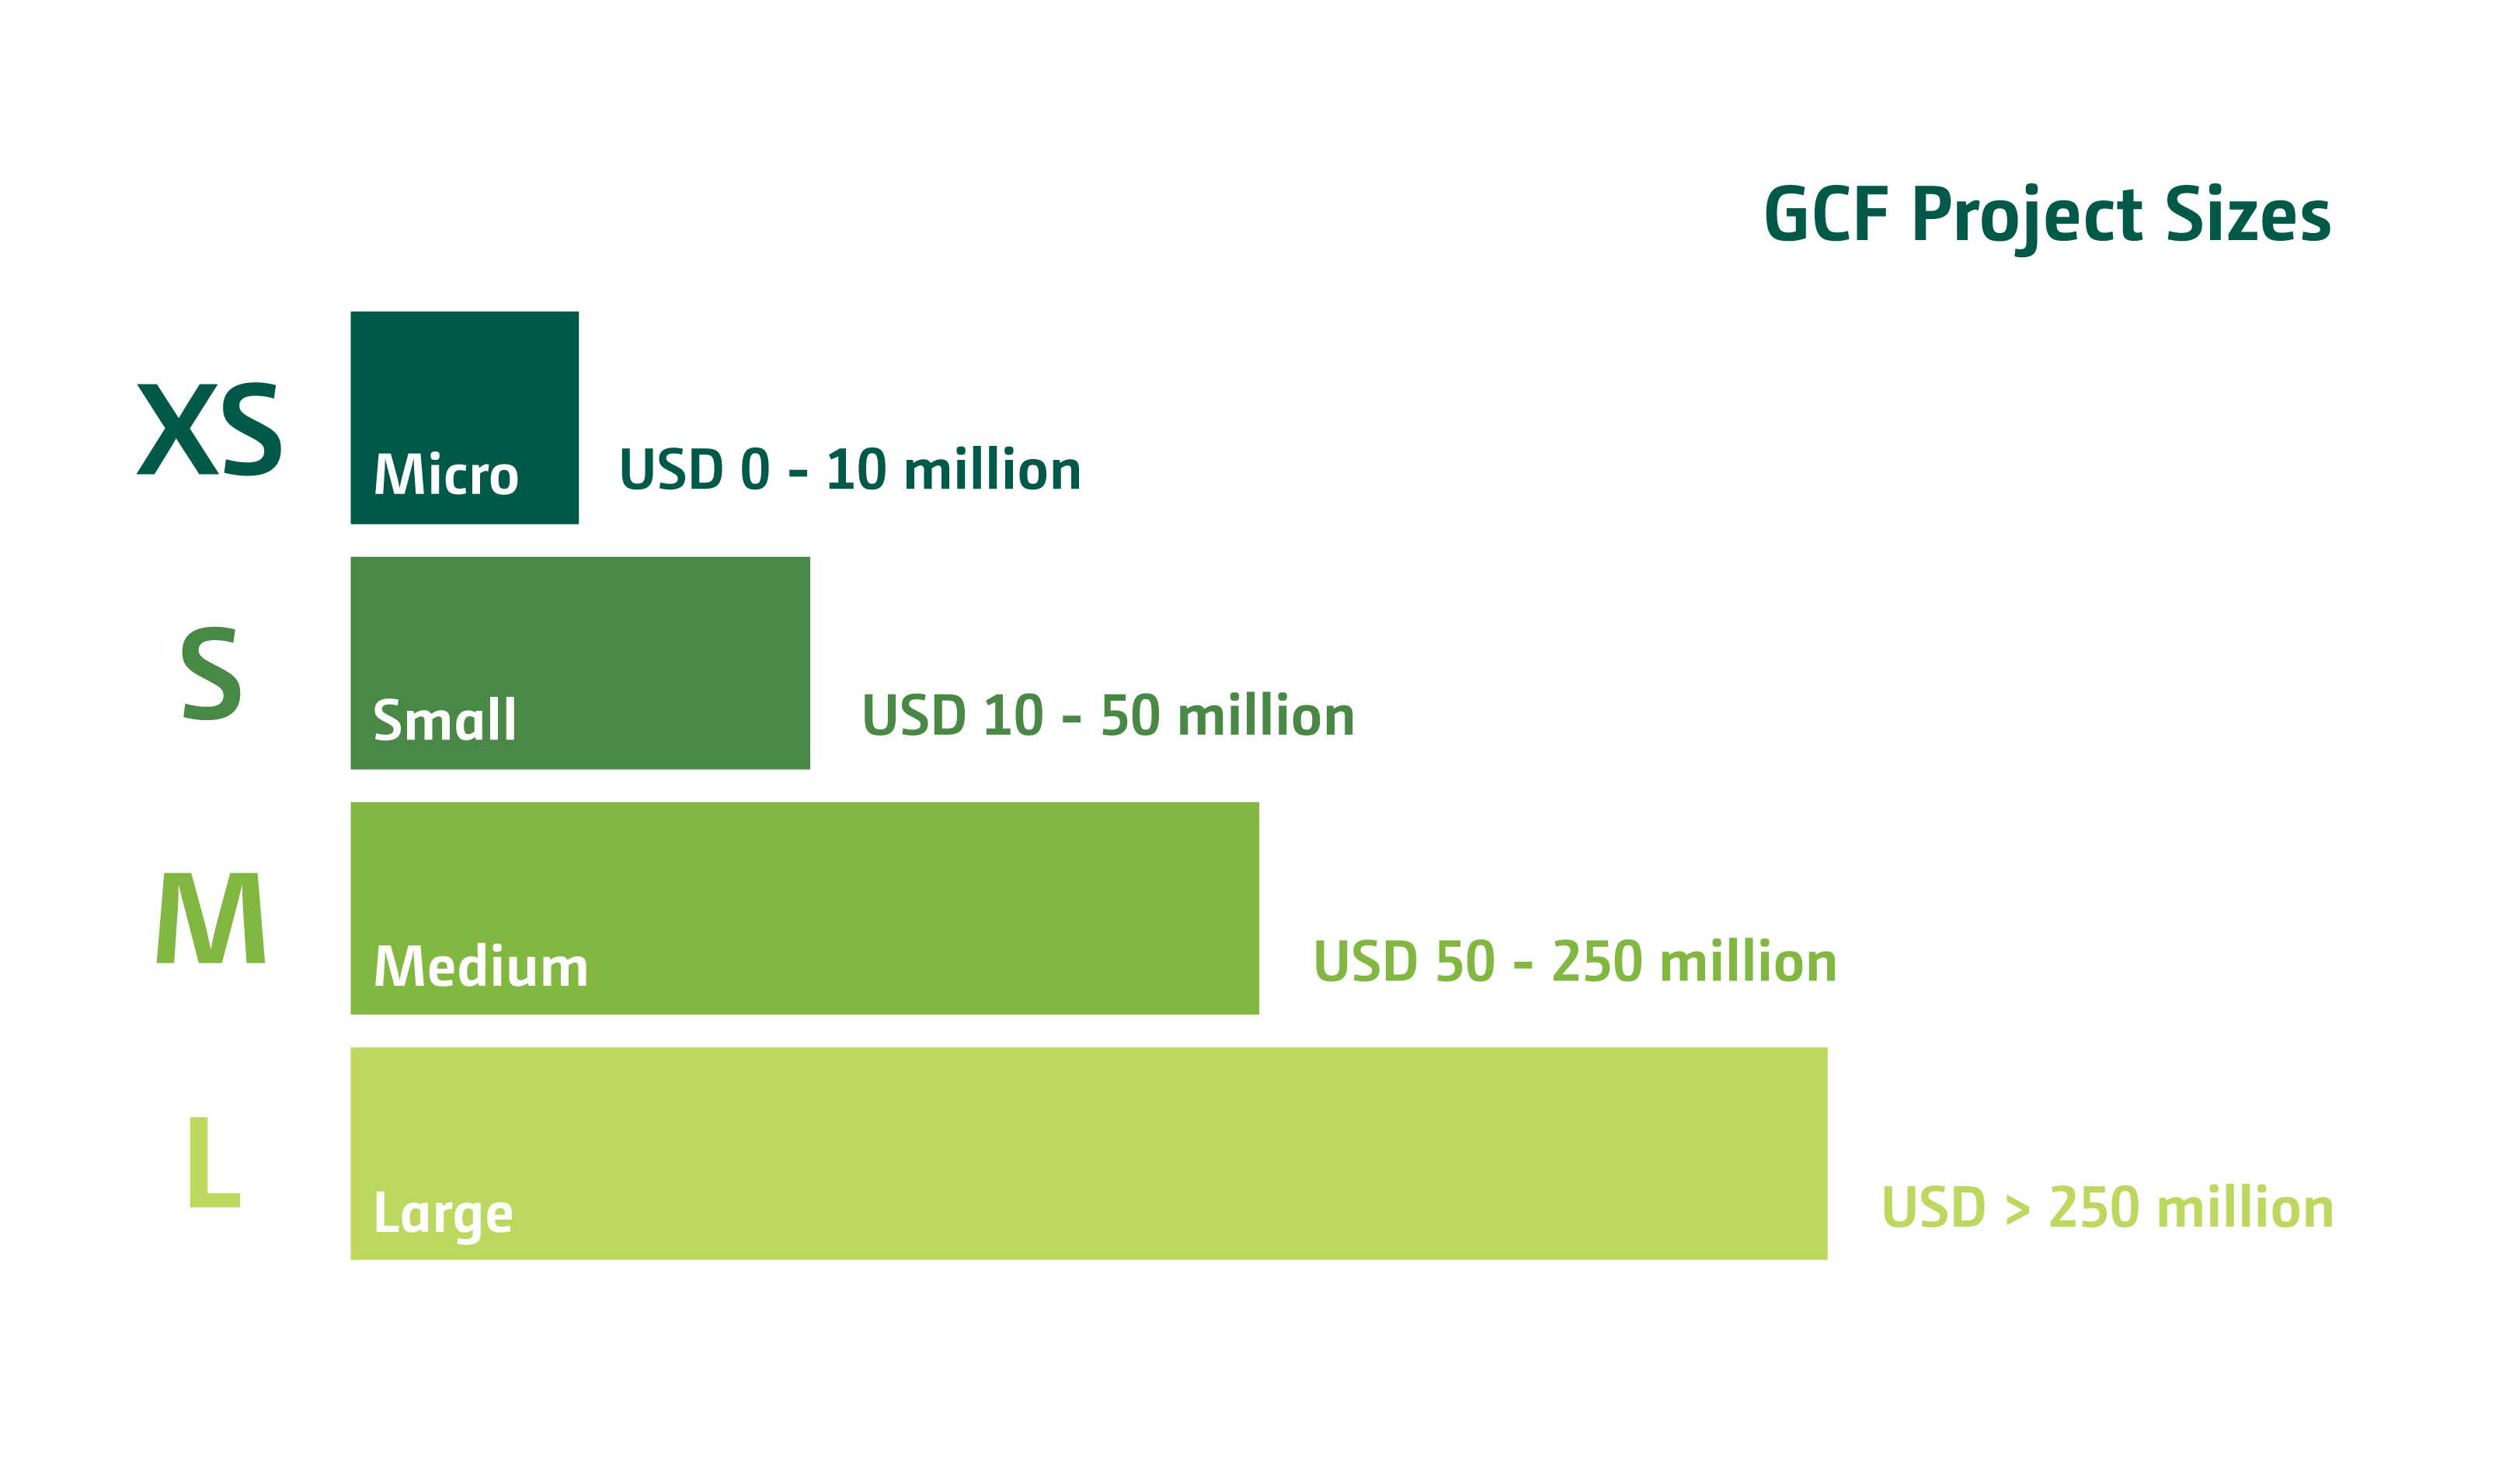 GCF Project Sizes
XS
Micro
USD 0 - 10 million
S
Small
USD 10 - 50 million
M
Medium
USD 50 - 250 million
L
Large
USD > 250 million